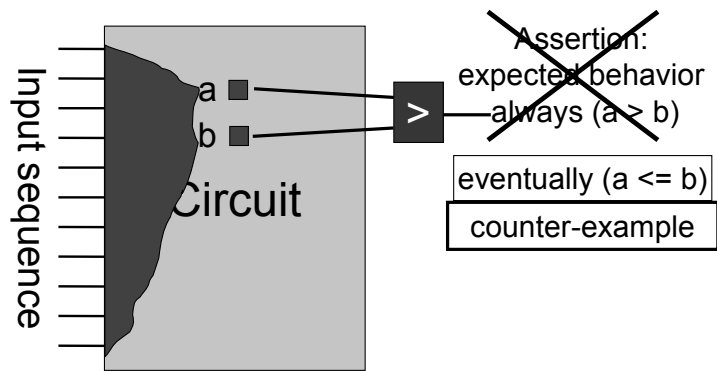 Input sequence
a
b
Circuit
>
Assertion:
expected behavior
always (a > b)
eventually (a <= b)
counter-example